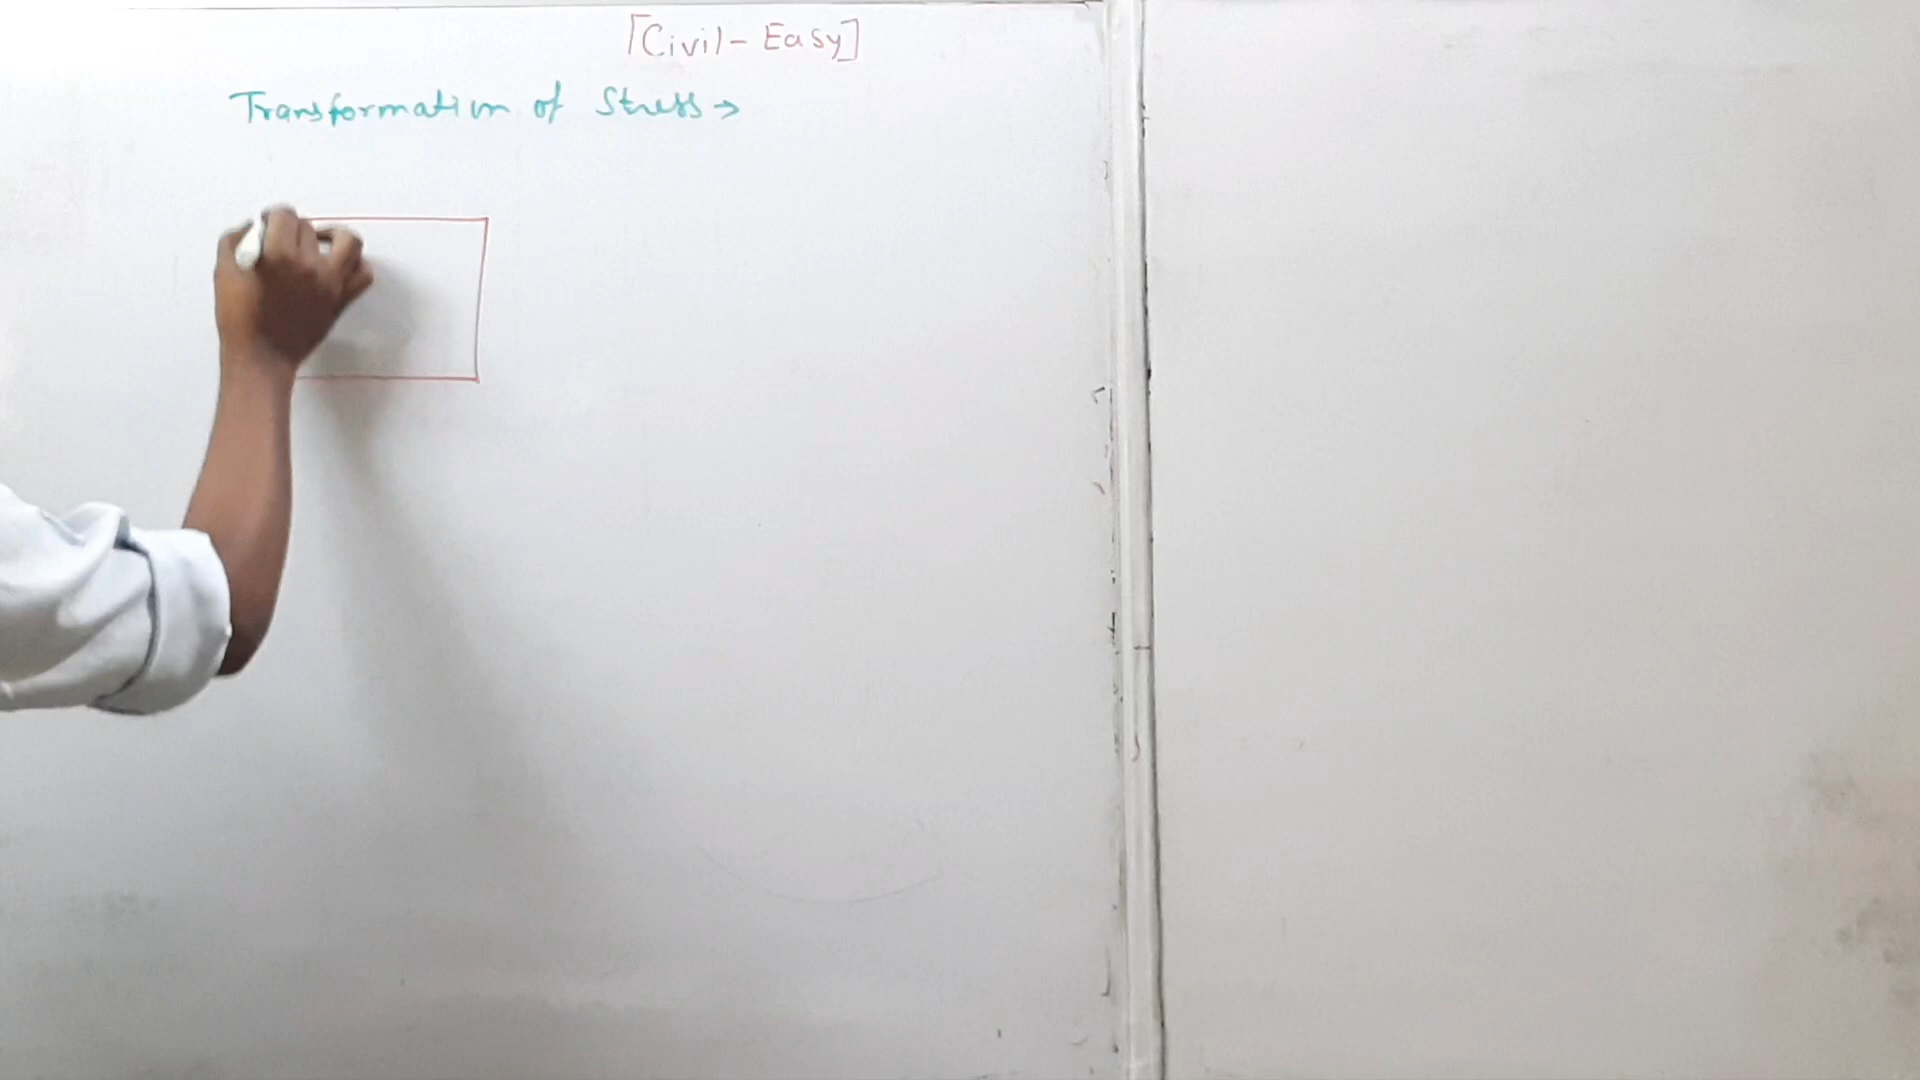 [Civil - Easy]
Transformation of Stress →